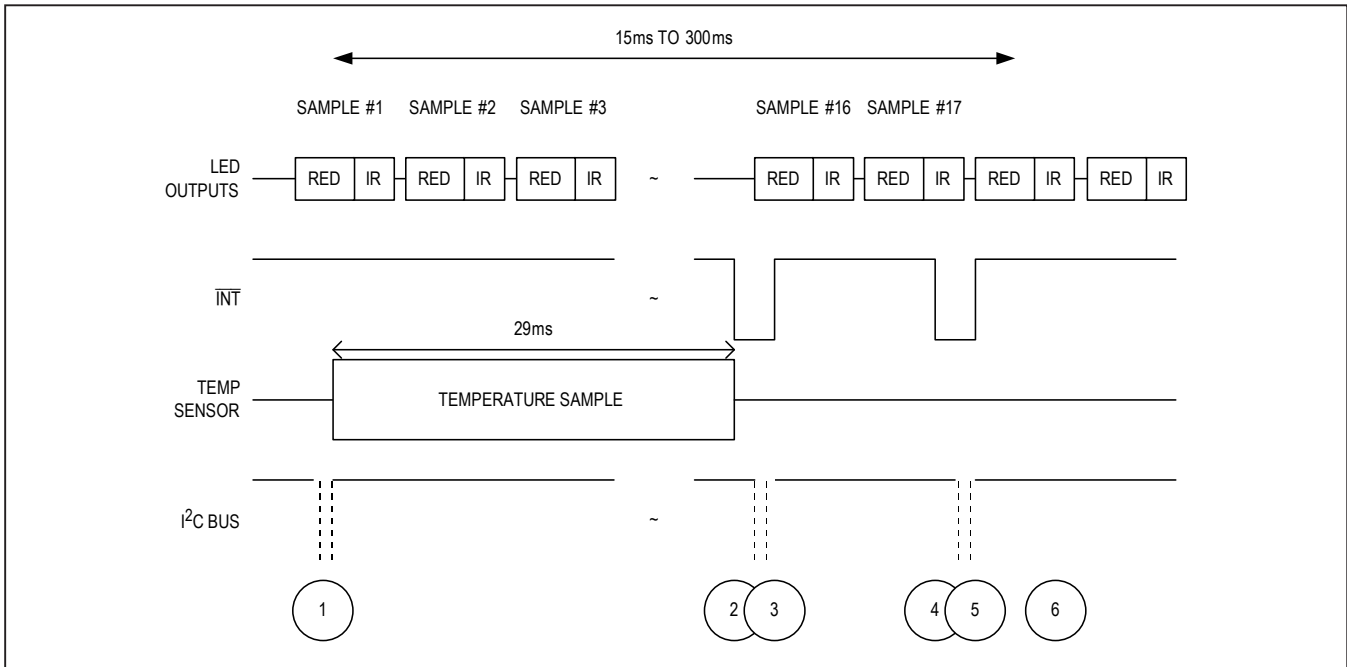 15ms TO 300ms
SAMPLE #1 SAMPLE #2 SAMPLE #3 SAMPLE #16 SAMPLE #17
LED
OUTPUTS
RED IR RED IR RED IR ~ RED IR RED IR RED IR RED IR
INT ~
29ms
TEMP
SENSOR
TEMPERATURE SAMPLE
I²C BUS ~
1 2 3 4 5 6